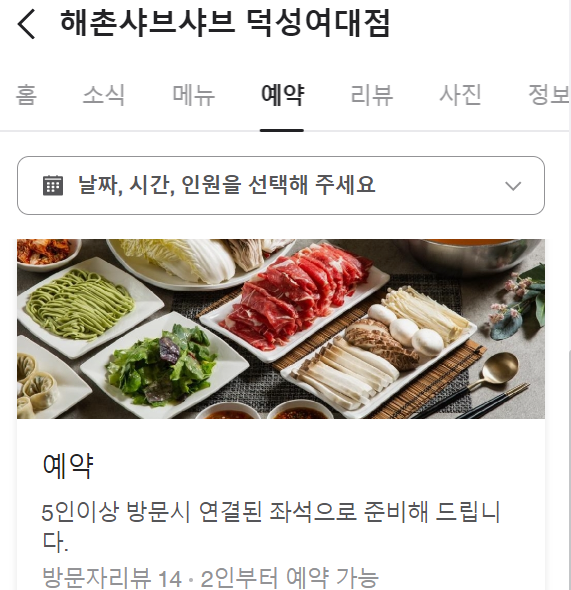 해촌샤브샤브 덕성여대점
홈 소식 메뉴 예약 리뷰 사진 정보
날짜, 시간, 인원을 선택해 주세요
예약
5인이상 방문시 연결된 좌석으로 준비해 드립니
다.
방문자리뷰 14 · 2인부터 예약 가능